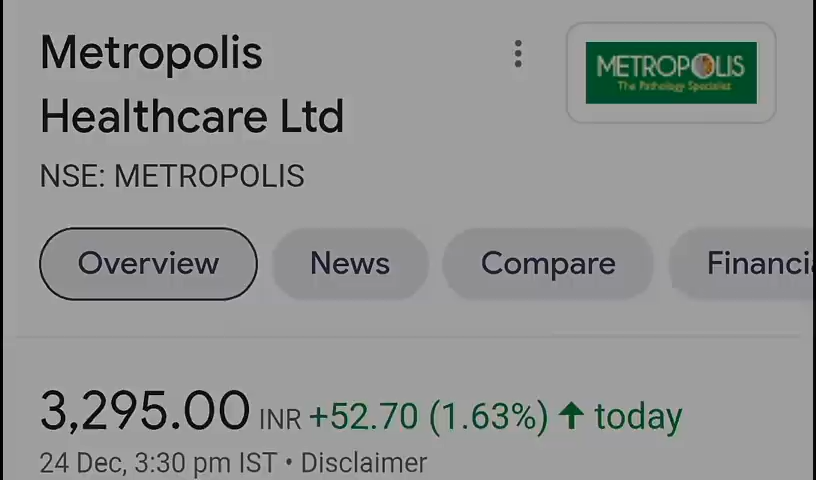 Metropolis
Healthcare Ltd
METROPOLIS
The Pathology Specialist
NSE: METROPOLIS
Overview
News
Compare
Financia
3,295.00 INR +52.70 (1.63%) ↑ today
24 Dec, 3:30 pm IST • Disclaimer